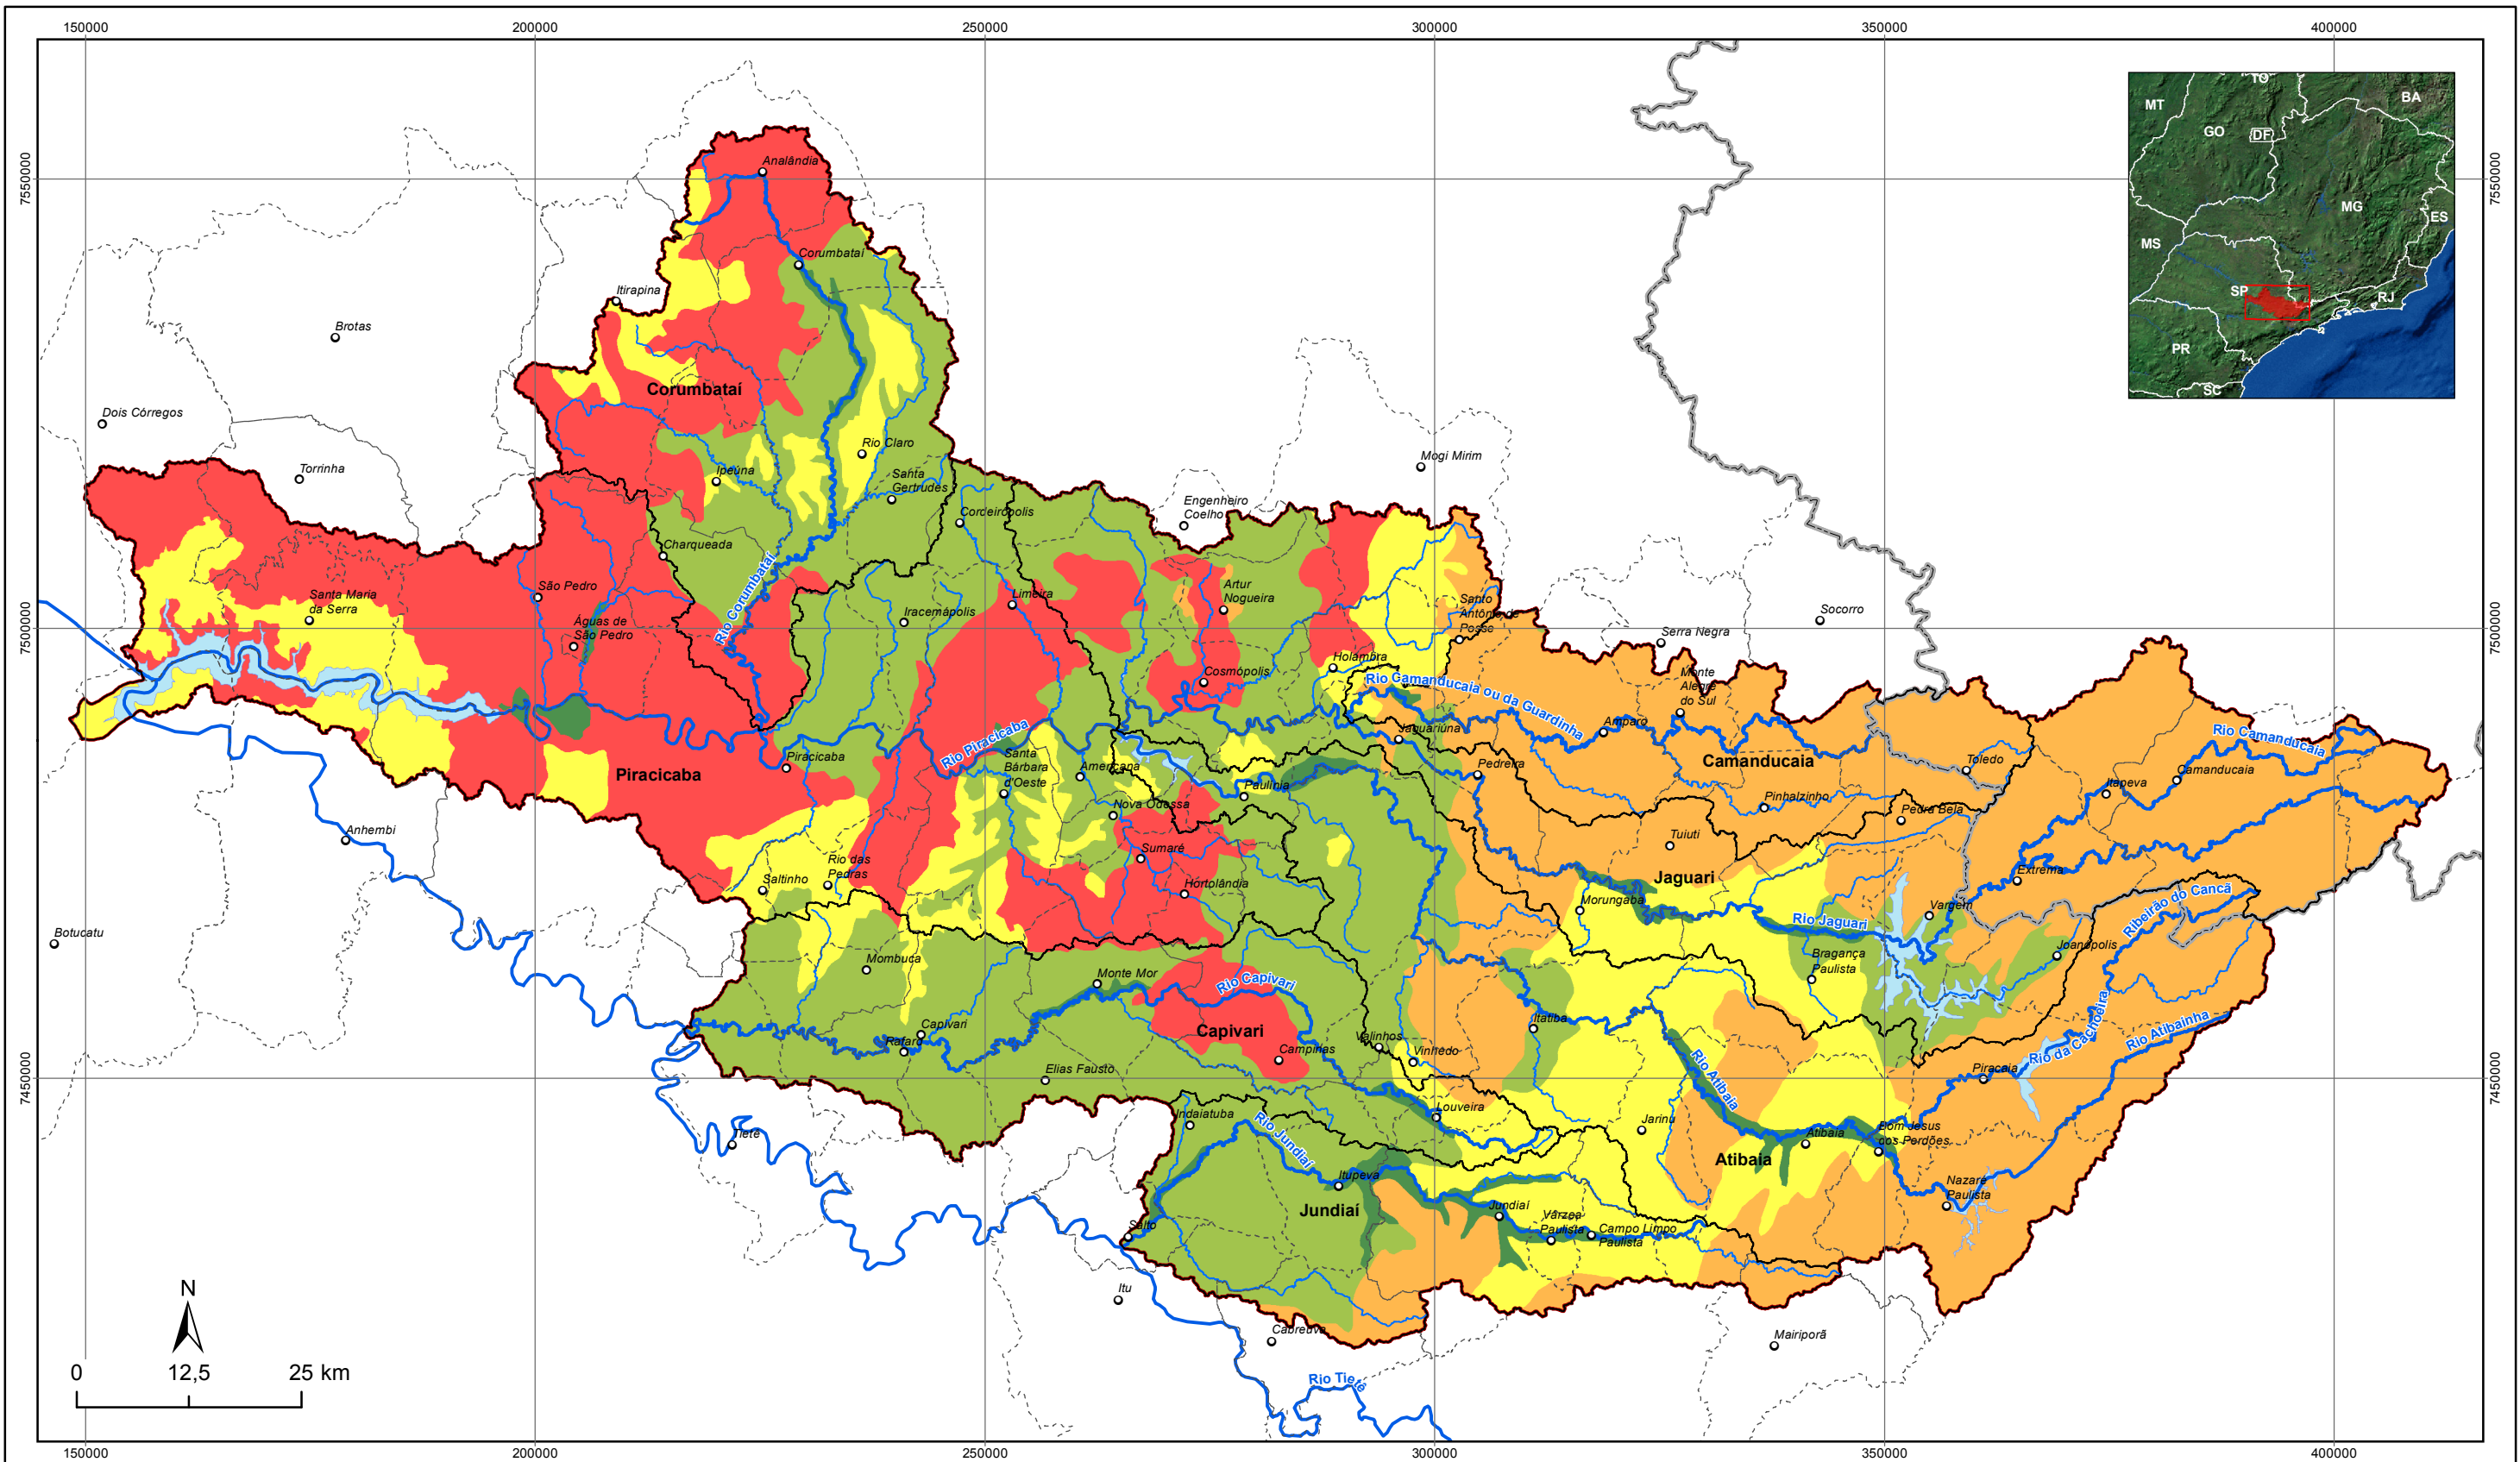 150000
200000
250000
300000
350000
400000
7550000
7550000
7500000
7500000
7450000
7450000
TO
MT
BA
GO
DF
MG
ES
MS
SP
RJ
PR
SC
Analândia
Corumbataí
Itirapina
Brotas
Corumbataí
Dois Córregos
Torrinha
Rio Claro
Ipeúna
Santa
Gertrudes
Mogi Mirim
Engenheiro
Coelho
Cordeirópolis
Charqueada
Rio Corumbataí
São Pedro
Santa Maria
da Serra
Águas de
São Pedro
Iracemápolis
Limeira
Artur
Nogueira
Santo
Antônio de
Posse
Socorro
Serra Negra
Holambra
Cosmópolis
Monte
Alegre
do Sul
Rio Camanducaia ou da Guardinha
Amparo
Jaguariúna
Rio Camanducaia
Rio Piracicaba
Piracicaba
Piracicaba
Santa
Bárbara
d'Oeste
Americana
Paulínia
Pedreira
Camanducaia
Toledo
Itapeva
Camanducaia
Nova Odessa
Pinhalzinho
Pedra Bela
Anhembi
Tuiuti
Sumaré
Rio das
Pedras
Saltinho
Hortolândia
Jaguari
Extrema
Morungaba
Rio Jaguari
Vargem
Ribeirão do Cancã
Botucatu
Mombuca
Monte Mor
Rio Capivari
Bragança
Paulista
Joanópolis
Capivari
Capivari
Rafard
Campinas
Valinhos
Vinhedo
Itatiba
Rio da Cachoeira
Rio Atibainha
Elias Fausto
Rio Atibaia
Piracaia
Indaiatuba
Louveira
Jarinu
Tietê
Rio Jundiaí
Atibaia
Bom Jesus
dos Perdões
Atibaia
Itupeva
Nazaré
Paulista
Salto
Jundiaí
Jundiaí
Várzea
Paulista
Campo Limpo
Paulista
Itu
Cabreúva
Mairiporã
Rio Tietê
N
0
12,5
25 km
150000
200000
250000
300000
350000
400000